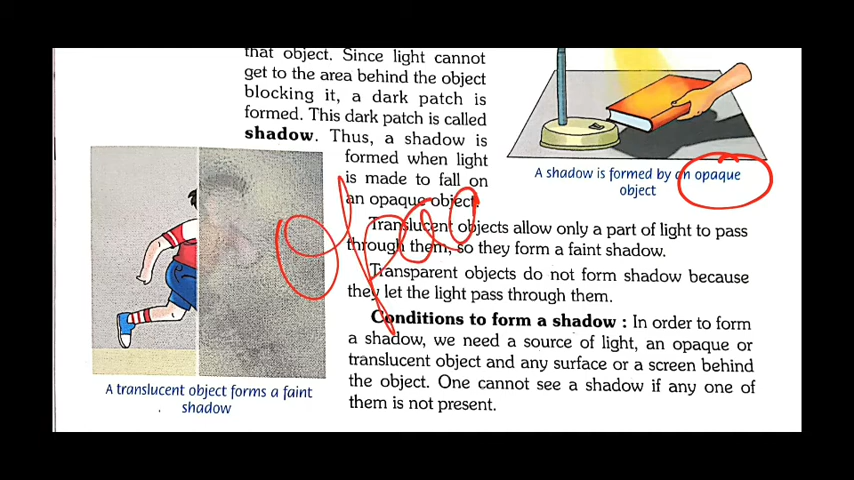 that object. Since light cannot
get to the area behind the object
blocking it, a dark patch is
formed. This dark patch is called
shadow. Thus, a shadow is
formed when light
is made to fall on
an opaque object.
Translucent objects allow only a part of light to pass
through them, so they form a faint shadow.
Transparent objects do not form shadow because
they let the light pass through them.
Conditions to form a shadow : In order to form
a shadow, we need a source of light, an opaque or
translucent object and any surface or a screen behind
the object. One cannot see a shadow if any one of
them is not present.
A shadow is formed by an opaque
object
A translucent object forms a faint
shadow
Opao